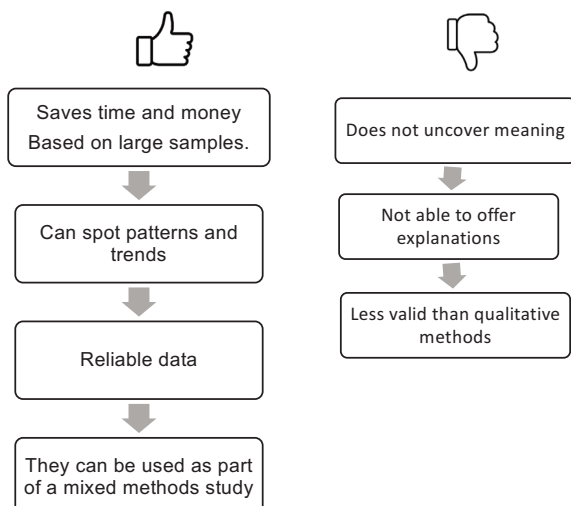 Saves time and money
Based on large samples.
Can spot patterns and
trends
Reliable data
They can be used as part
of a mixed methods study
Does not uncover meaning
Not able to offer
explanations
Less valid than qualitative
methods